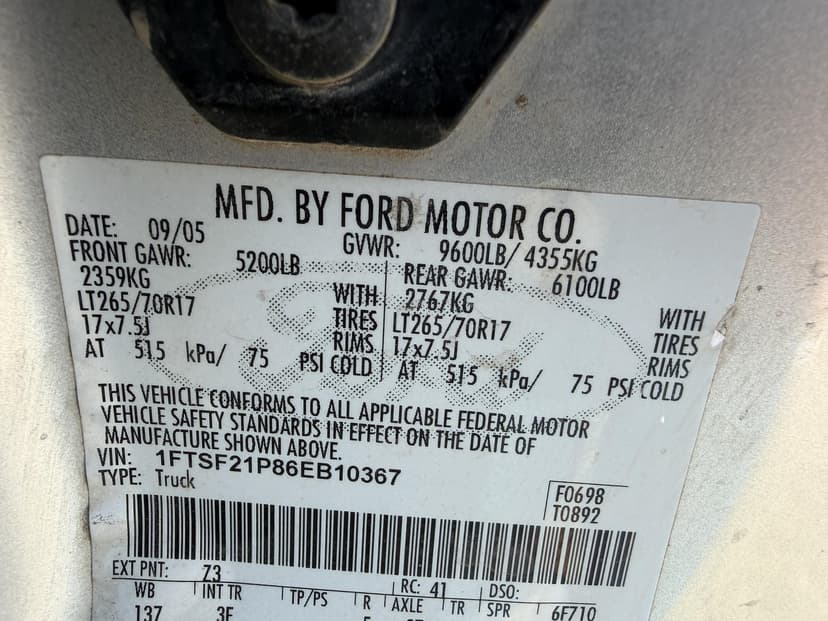 MFD. BY FORD MOTOR CO.
DATE: 09/05 GVWR: 9600LB/ 4355KG
FRONT GAWR: 5200LB REAR GAWR: 6100LB
2359KG WITH 2767KG WITH
LT265/70R17 TIRES LT265/70R17 TIRES
17x7.5J RIMS 17x7.5J RIMS
AT 515 kPa/ 75 PSI COLD AT 515 kPa/ 75 PSI COLD
THIS VEHICLE CONFORMS TO ALL APPLICABLE FEDERAL MOTOR
VEHICLE SAFETY STANDARDS IN EFFECT ON THE DATE OF
MANUFACTURE SHOWN ABOVE.
VIN: 1FTSF21P86EB10367
TYPE: Truck
F0698
T0892
EXT PNT: Z3 RC: 41 DSO:
WB INT TR TP/PS R AXLE TR SPR 6F710
137 3F